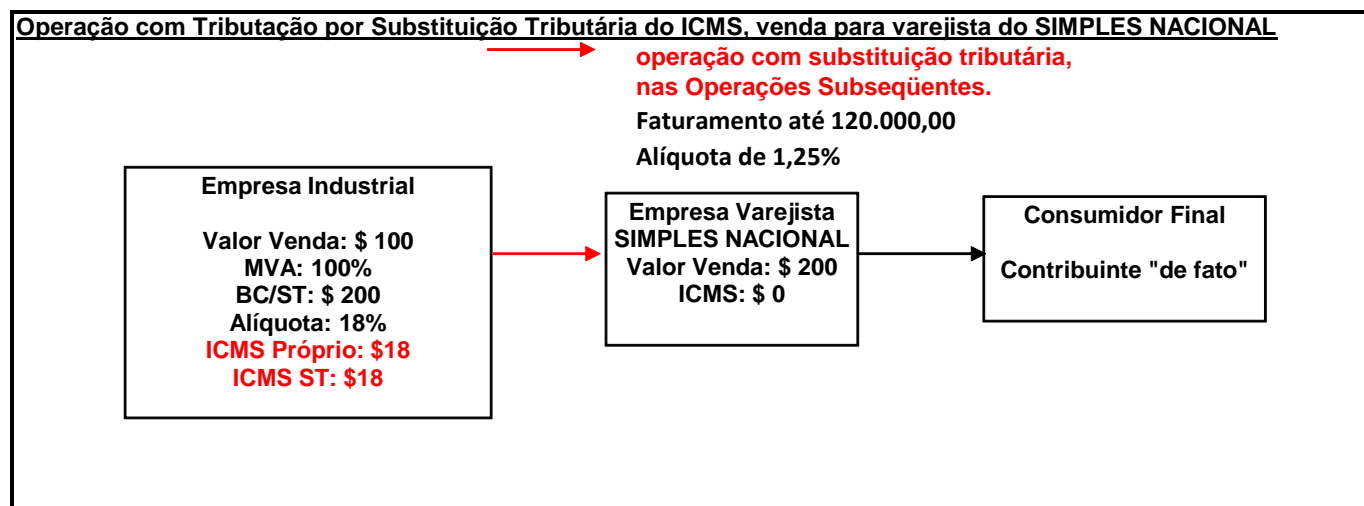 Operação com Tributação por Substituição Tributária do ICMS, venda para varejista do SIMPLES NACIONAL
operação com substituição tributária,
nas Operações Subseqüentes.
Faturamento até 120.000,00
Alíquota de 1,25%
Empresa Industrial
Valor Venda: $ 100
MVA: 100%
BC/ST: $ 200
Alíquota: 18%
ICMS Próprio: $18
ICMS ST: $18
Empresa Varejista
SIMPLES NACIONAL
Valor Venda: $ 200
ICMS: $ 0
Consumidor Final
Contribuinte "de fato"